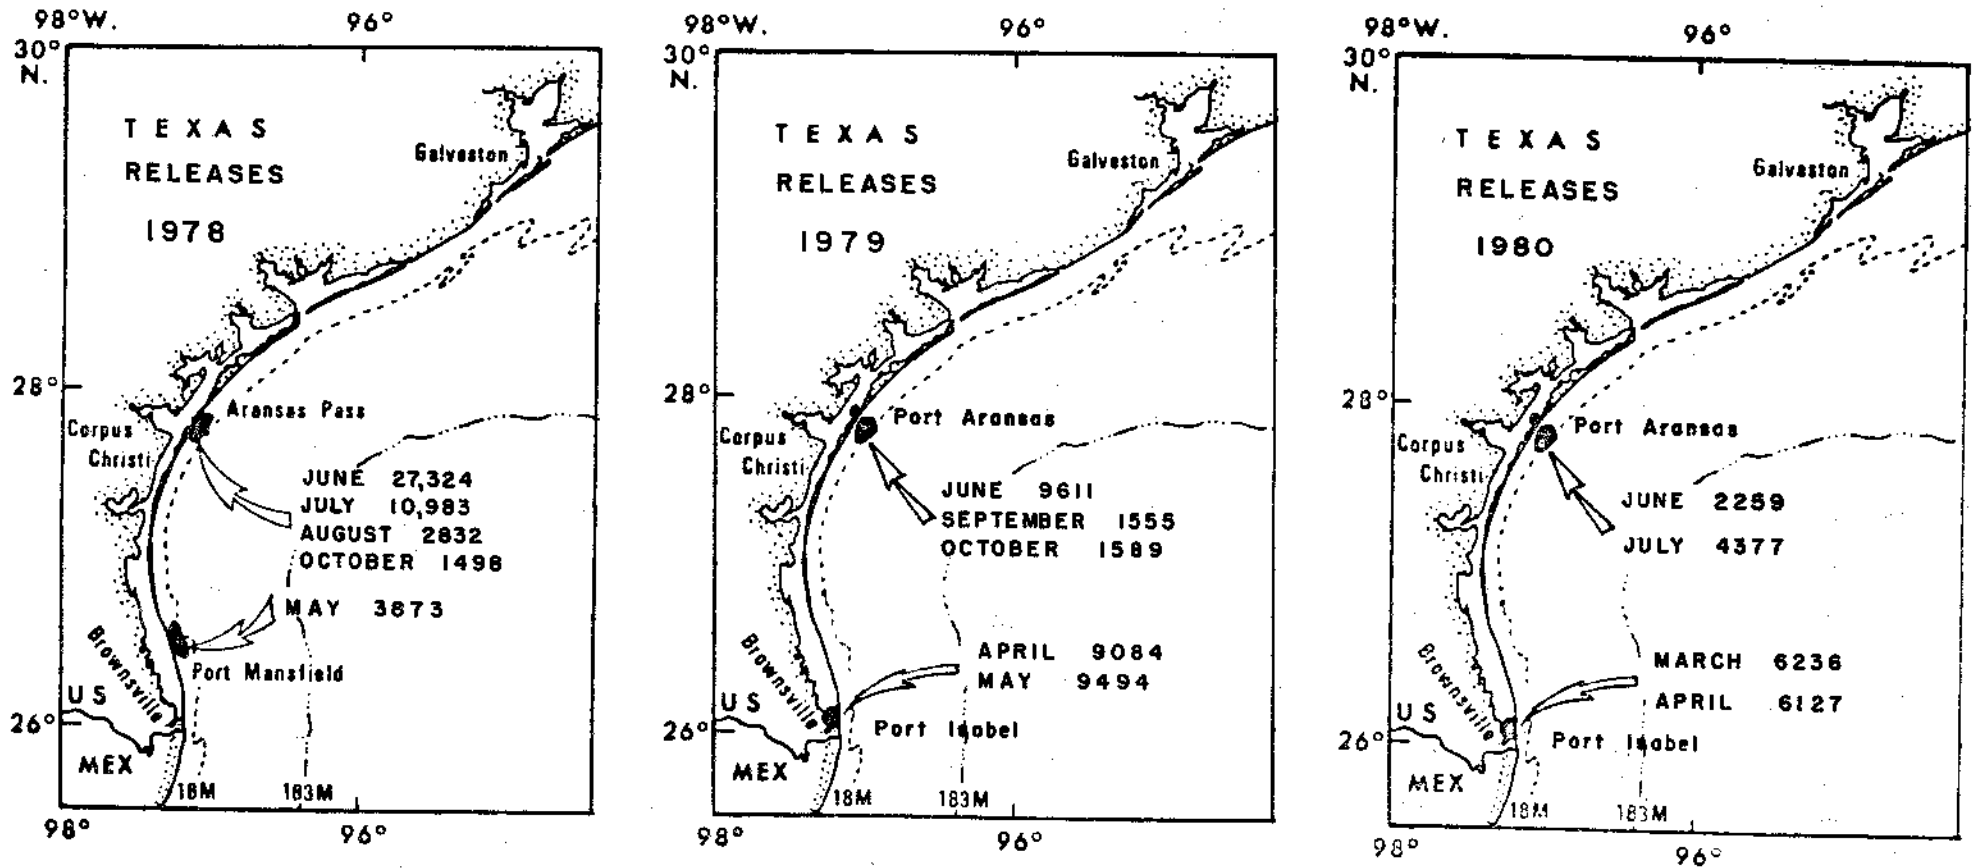 98°W.
96°
30°
N.
TEXAS
RELEASES
1978
Galveston
28°
Aransas Pass
Corpus
Christi
JUNE 27,324
JULY 10,983
AUGUST 2832
OCTOBER 1498
MAY 3873
Port Mansfield
Brownsville
US
26°
MEX
18M
183M
98°
96°
98°W.
96°
30°
N.
TEXAS
RELEASES
1979
Galveston
28°
Port Aransas
Corpus
Christi
JUNE 9611
SEPTEMBER 1555
OCTOBER 1589
APRIL 9084
MAY 9494
Brownsville
US
Port Isabel
26°
MEX
18M
183M
98°
96°
98°W.
96°
30°
N.
TEXAS
RELEASES
1980
Galveston
28°
Port Aransas
Corpus
Christi
JUNE 2259
JULY 4377
MARCH 6236
APRIL 6127
Brownsville
US
Port Isabel
26°
MEX
18M
183M
98°
96°